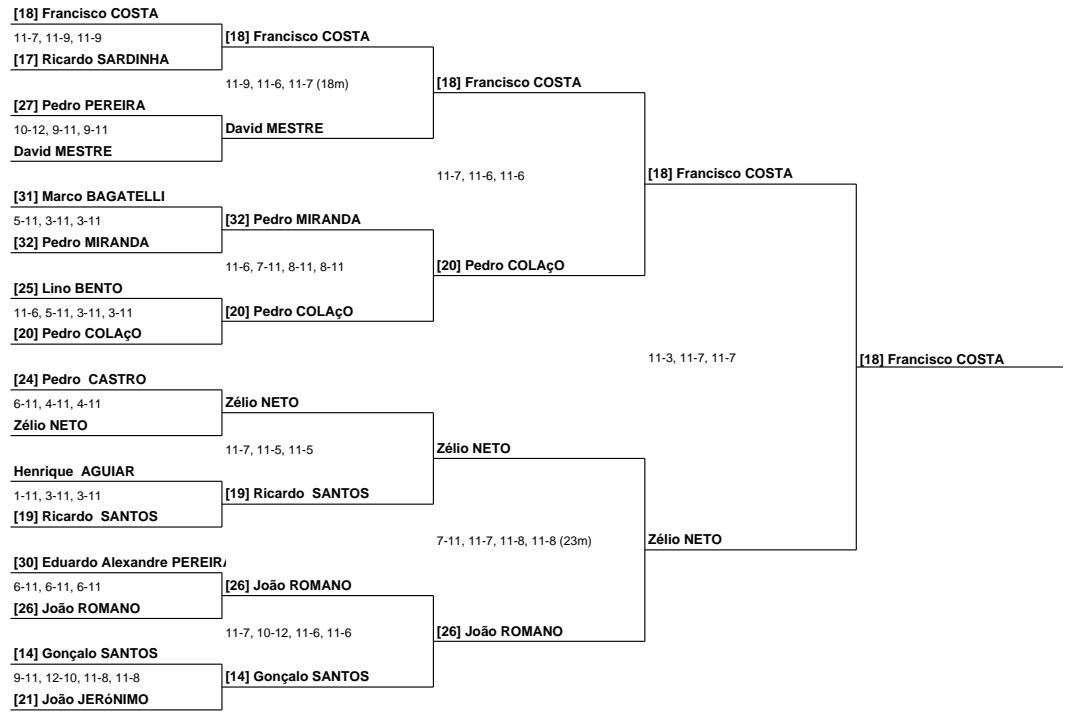 [18] Francisco COSTA
11-7, 11-9, 11-9
[17] Ricardo SARDINHA
[27] Pedro PEREIRA
10-12, 9-11, 9-11
David MESTRE
[31] Marco BAGATELLI
5-11, 3-11, 3-11
[32] Pedro MIRANDA
[25] Lino BENTO
11-6, 5-11, 3-11, 3-11
[20] Pedro COLAçO
[24] Pedro  CASTRO
6-11, 4-11, 4-11
Zélio NETO
Henrique  AGUIAR
1-11, 3-11, 3-11
[19] Ricardo  SANTOS
[30] Eduardo Alexandre PEREIRA
6-11, 6-11, 6-11
[26] João ROMANO
[14] Gonçalo SANTOS
9-11, 12-10, 11-8, 11-8
[21] João JERóNIMO
[18] Francisco COSTA
11-9, 11-6, 11-7 (18m)
David MESTRE
[32] Pedro MIRANDA
11-6, 7-11, 8-11, 8-11
[20] Pedro COLAçO
Zélio NETO
11-7, 11-5, 11-5
[19] Ricardo  SANTOS
[26] João ROMANO
11-7, 10-12, 11-6, 11-6
[14] Gonçalo SANTOS
[18] Francisco COSTA
11-7, 11-6, 11-6
[20] Pedro COLAçO
Zélio NETO
7-11, 11-7, 11-8, 11-8 (23m)
[26] João ROMANO
[18] Francisco COSTA
11-3, 11-7, 11-7
Zélio NETO
[18] Francisco COSTA